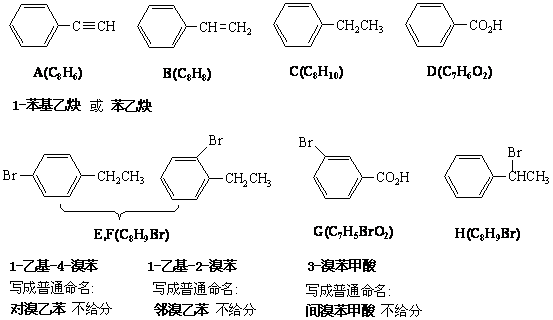 C≡CH
C=CH₂
CH₂CH₃
CO₂H
A(C₈H₆)
B(C₈H₈)
C(C₈H₁₀)
D(C₇H₆O₂)
1-苯基乙炔 或 苯乙炔
Br
Br
Br
Br
CH₂CH₃
CH₂CH₃
CO₂H
CHCH₃
E,F(C₈H₉Br)
G(C₇H₅BrO₂)
H(C₈H₉Br)
1-乙基-4-溴苯
1-乙基-2-溴苯
3-溴苯甲酸
写成普通命名:
写成普通命名:
写成普通命名:
对溴乙苯 不给分
邻溴乙苯 不给分
间溴苯甲酸 不给分